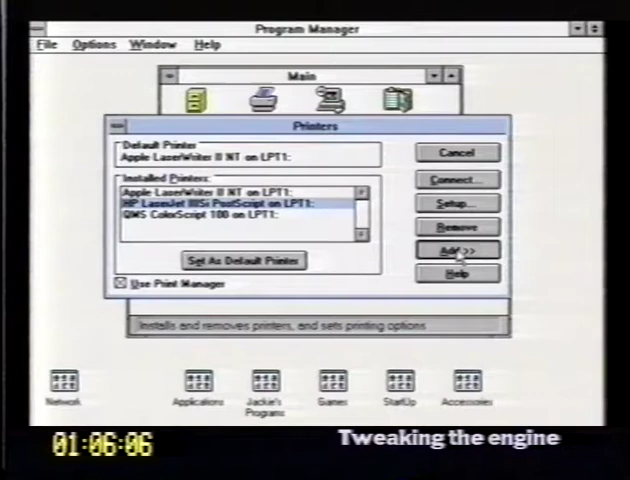 Program Manager
File Options Window Help
Main
Printers
Default Printer
Apple LaserWriter II NT on LPT1:
Cancel
Installed Printers:
Connect...
Apple LaserWriter II NT on LPT1:
HP LaserJet IIISi PostScript on LPT1:
Setup...
QMS ColorScript 100 on LPT1:
Remove
Add >>
Set As Default Printer
Help
Use Print Manager
Installs and removes printers, and sets printing options
Network Applications Jackie's Programs Games StartUp Accessories
01:06:06
Tweaking the engine